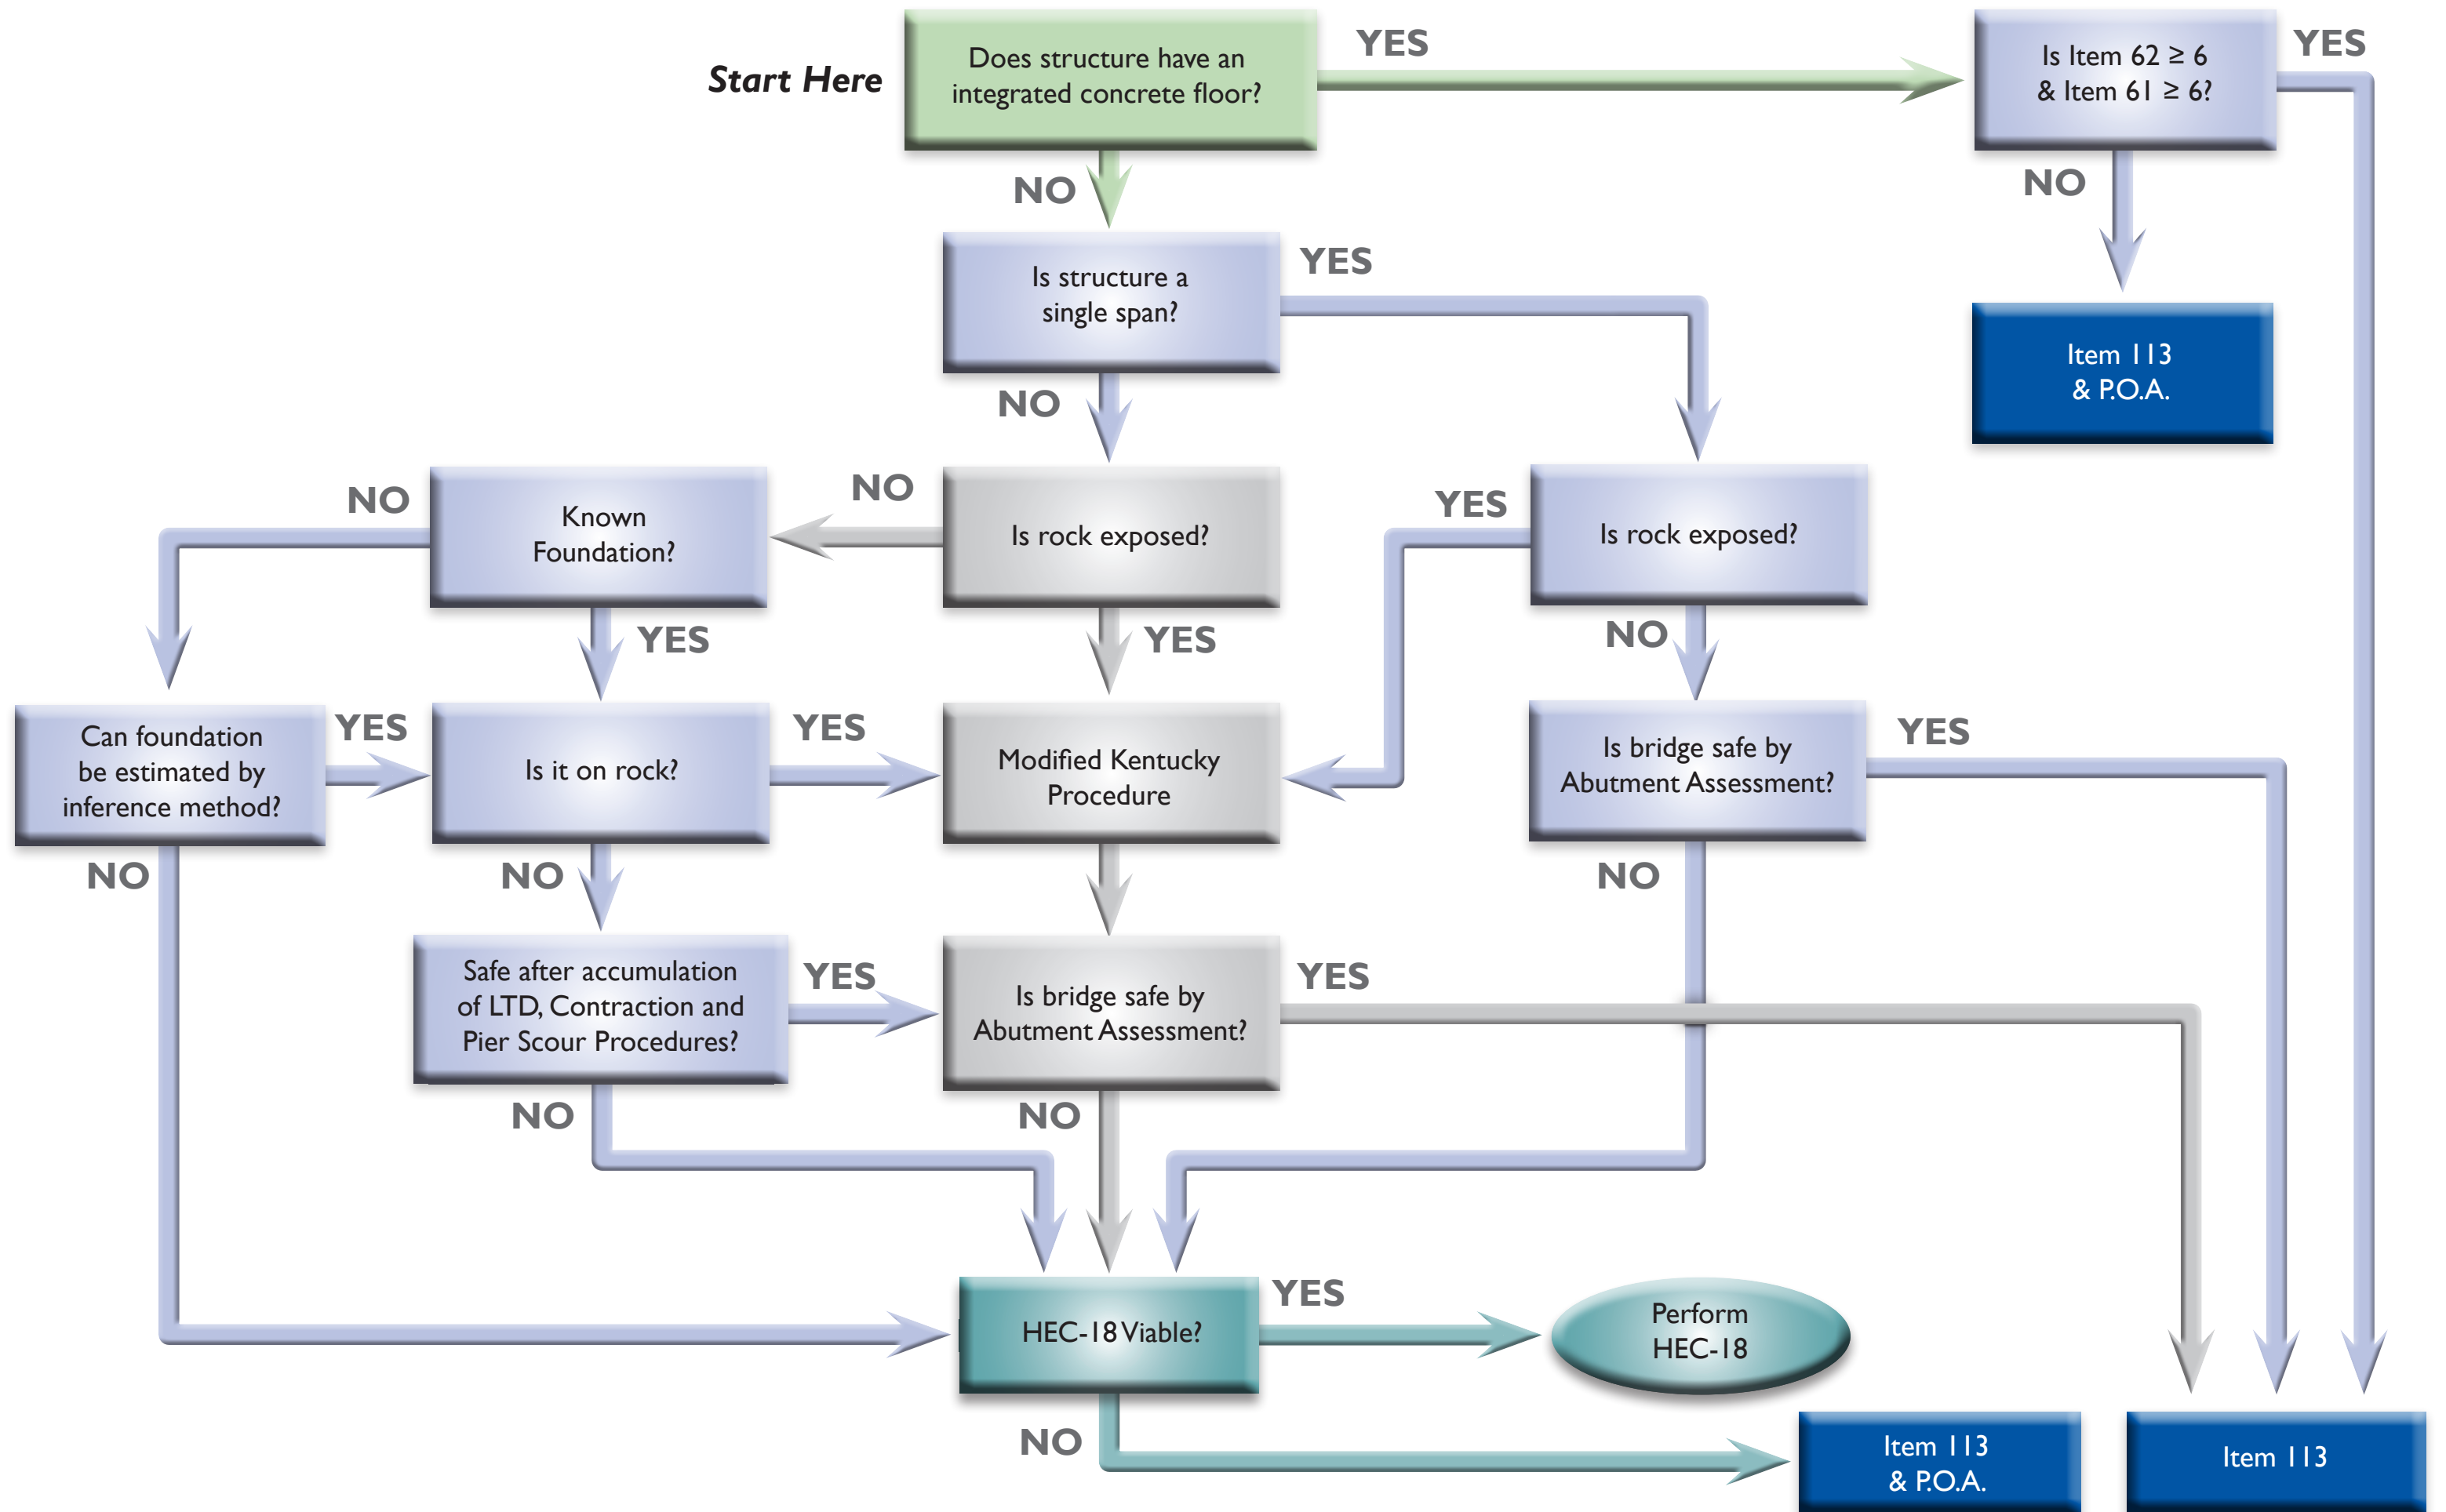 Start Here
Does structure have an
integrated concrete floor?
YES
Is Item 62 ≥ 6
& Item 61 ≥ 6?
YES
NO
NO
Is structure a
single span?
YES
Item 113
& P.O.A.
NO
NO
Known
Foundation?
NO
Is rock exposed?
YES
Is rock exposed?
YES
YES
NO
Can foundation
be estimated by
inference method?
YES
Is it on rock?
YES
Modified Kentucky
Procedure
Is bridge safe by
Abutment Assessment?
YES
NO
NO
NO
Safe after accumulation
of LTD, Contraction and
Pier Scour Procedures?
YES
Is bridge safe by
Abutment Assessment?
YES
NO
NO
HEC-18 Viable?
YES
Perform
HEC-18
NO
Item 113
& P.O.A.
Item 113